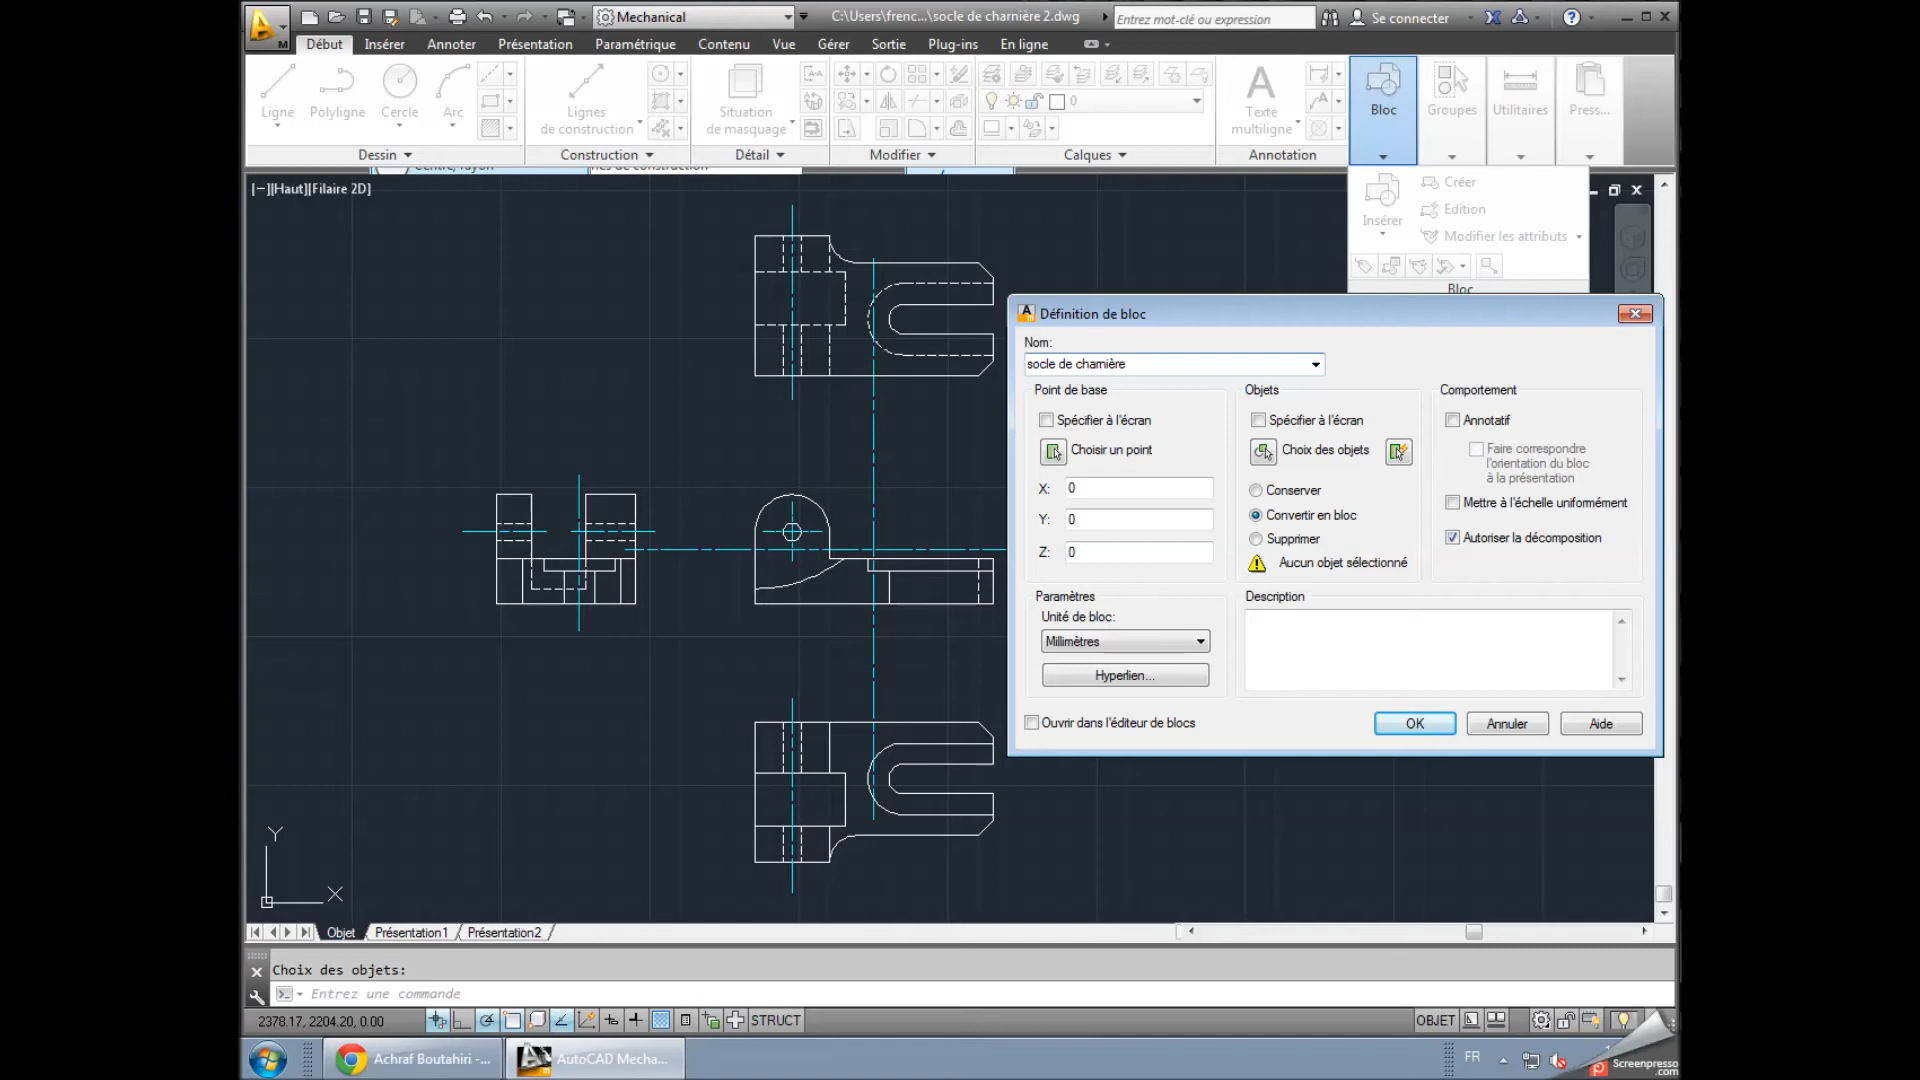 Mechanical
C:\Users\frenc...\socle de charnière 2.dwg
Entrez mot-clé ou expression
Se connecter
Début Insérer Annoter Présentation Paramétrique Contenu Vue Gérer Sortie Plug-ins En ligne
Ligne Polyligne Cercle Arc
Lignes de construction
Situation de masquage
0
Texte multiligne
Bloc Groupes Utilitaires Press...
Dessin Construction Détail Modifier Calques Annotation
[−][Haut][Filaire 2D]
Insérer
Créer
Edition
Modifier les attributs
Bloc
Définition de bloc
Nom:
socle de charnière
Point de base
Spécifier à l'écran
Choisir un point
X: 0
Y: 0
Z: 0
Objets
Spécifier à l'écran
Choix des objets
Conserver
Convertir en bloc
Supprimer
Aucun objet sélectionné
Comportement
Annotatif
Faire correspondre
l'orientation du bloc
à la présentation
Mettre à l'échelle uniformément
Autoriser la décomposition
Paramètres
Unité de bloc:
Millimètres
Hyperlien...
Description
Ouvrir dans l'éditeur de blocs
OK Annuler Aide
Y
X
Objet Présentation1 Présentation2
Choix des objets:
Entrez une commande
2378.17, 2204.20, 0.00
STRUCT
OBJET
Achraf Boutahiri -...
AutoCAD Mecha...
FR
Screenpresso
.com